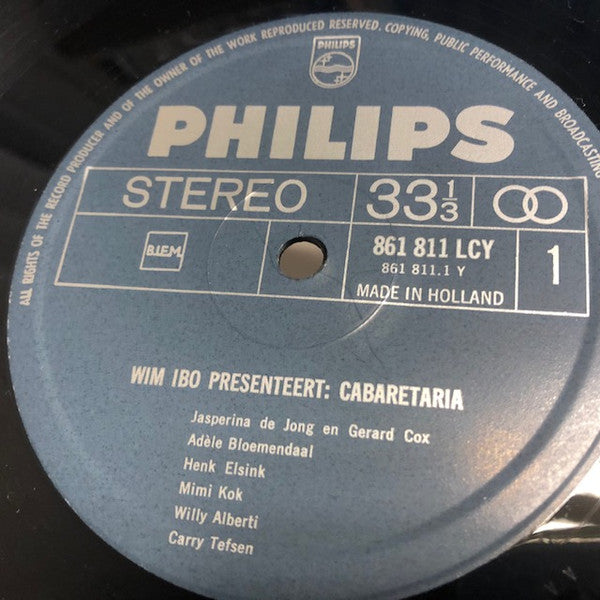 ALL RIGHTS OF THE RECORD PRODUCER AND OF THE OWNER OF THE WORK REPRODUCED RESERVED. COPYING, PUBLIC PERFORMANCE AND BROADCASTING
PHILIPS
PHILIPS
STEREO
33 1/3
B.I.E.M.
861 811 LCY
861 811.1 Y
1
MADE IN HOLLAND
WIM IBO PRESENTEERT: CABARETARIA
Jasperina de Jong en Gerard Cox
Adèle Bloemendaal
Henk Elsink
Mimi Kok
Willy Alberti
Carry Tefsen